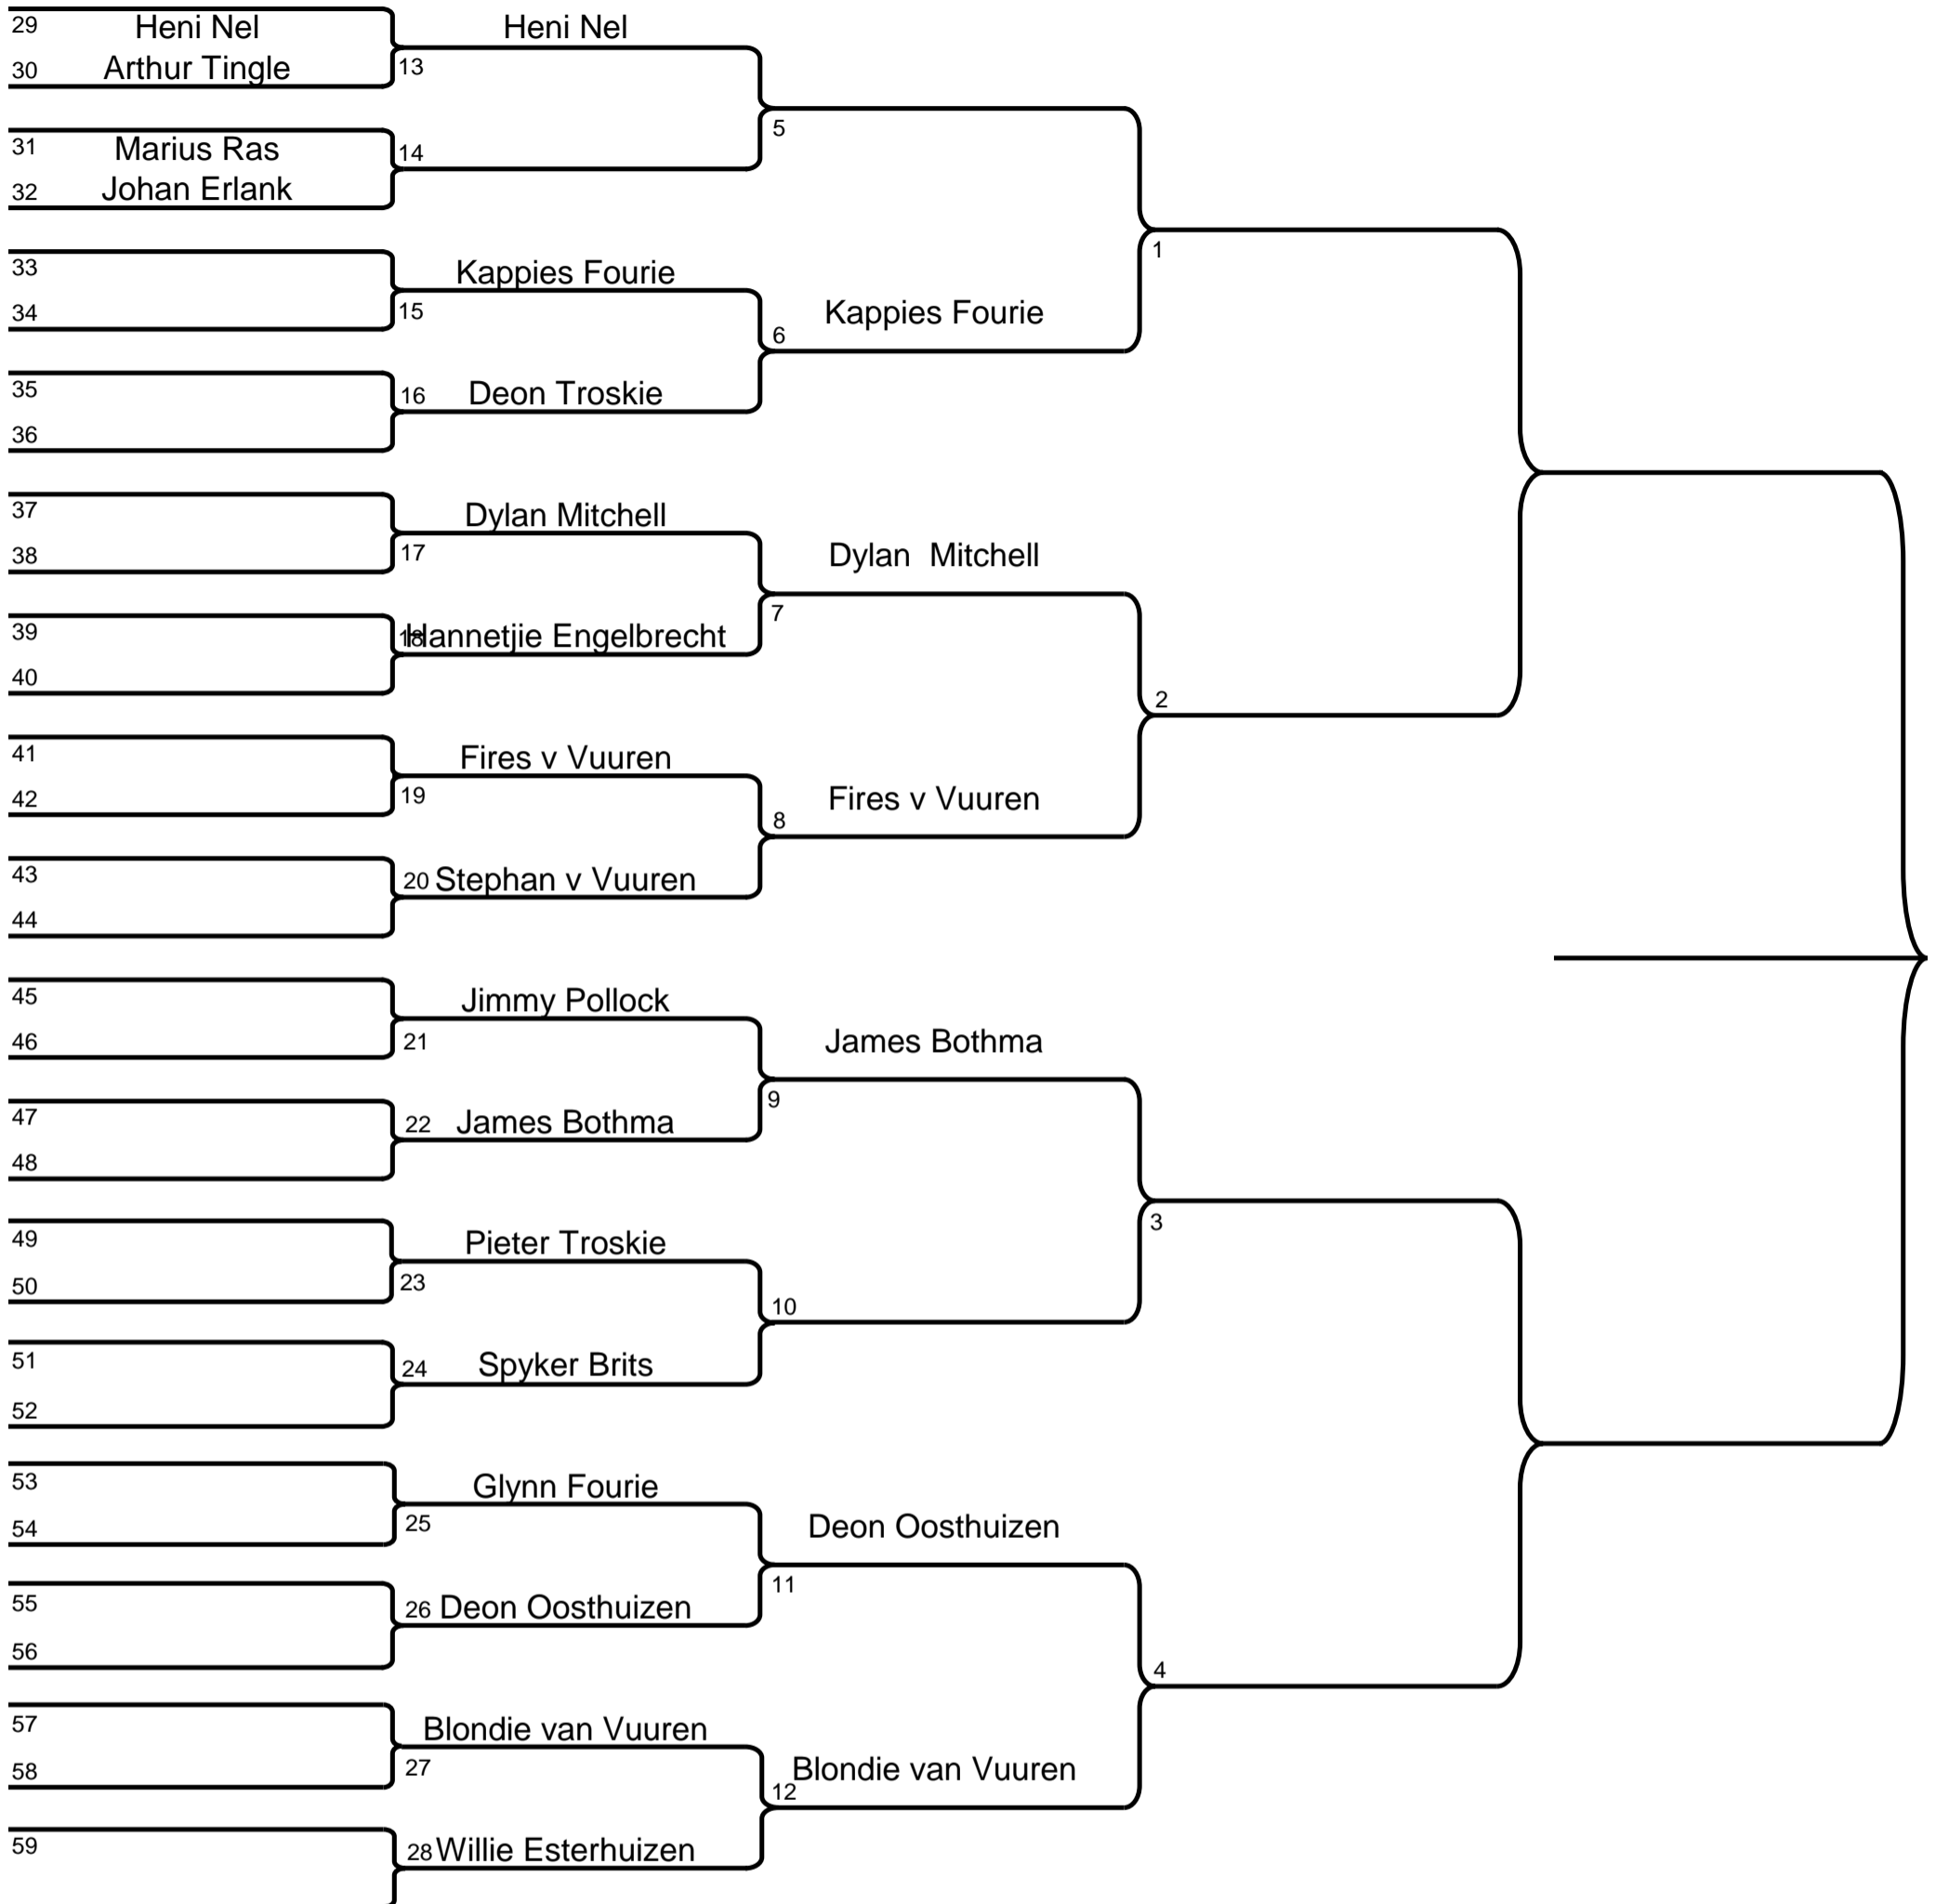 29 Heni Nel Heni Nel
30 Arthur Tingle 13
5
31 Marius Ras 14
32 Johan Erlank
1
33 Kappies Fourie
34 15 Kappies Fourie
6
35 16 Deon Troskie
36
37 Dylan Mitchell
38 17 Dylan  Mitchell
7
39 18 Hannetjie Engelbrecht
40
2
41 Fires v Vuuren
42 19 Fires v Vuuren
8
43 20 Stephan v Vuuren
44
45 Jimmy Pollock
46 21 James Bothma
9
47 22 James Bothma
48
3
49 Pieter Troskie
50 23
10
51 24 Spyker Brits
52
53 Glynn Fourie
54 25 Deon Oosthuizen
11
55 26 Deon Oosthuizen
56
4
57 Blondie van Vuuren
58 27 Blondie van Vuuren
12
59 28 Willie Esterhuizen